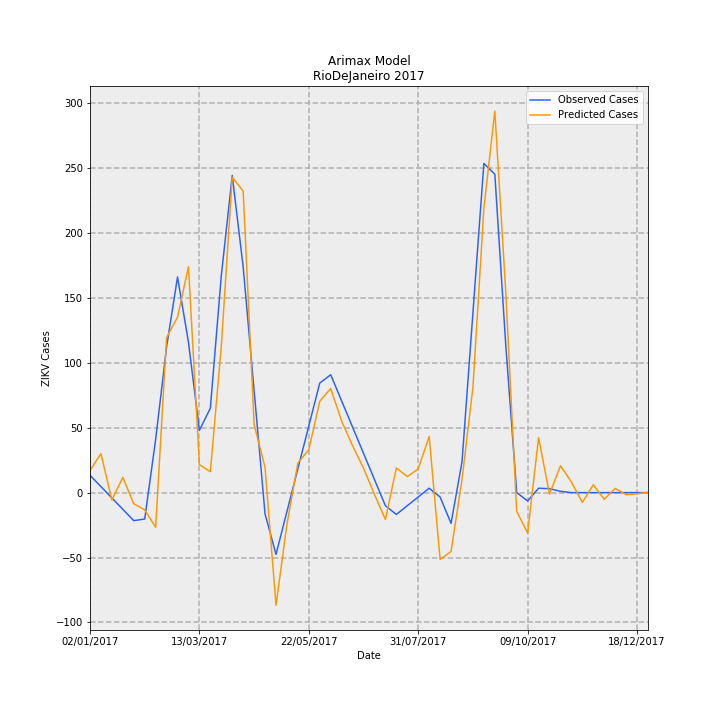 Arimax Model
RioDeJaneiro 2017
Observed Cases
Predicted Cases
300
250
200
150
100
50
0
−50
−100
ZIKV Cases
02/01/2017 13/03/2017 22/05/2017 31/07/2017 09/10/2017 18/12/2017
Date